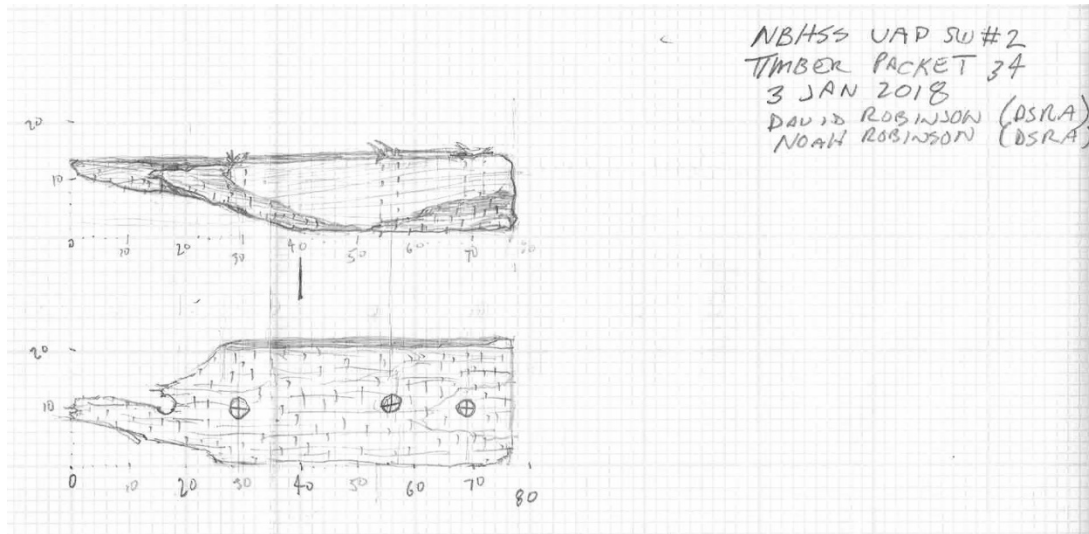 NBHSS UAP SW #2
TIMBER PACKET 34
3 JAN 2018
DAVID ROBINSON (DSRA)
NOAH ROBINSON (DSRA)
20
10
0 10 20 30 40 50 60 70 80
20
10
0 10 20 30 40 50 60 70 80